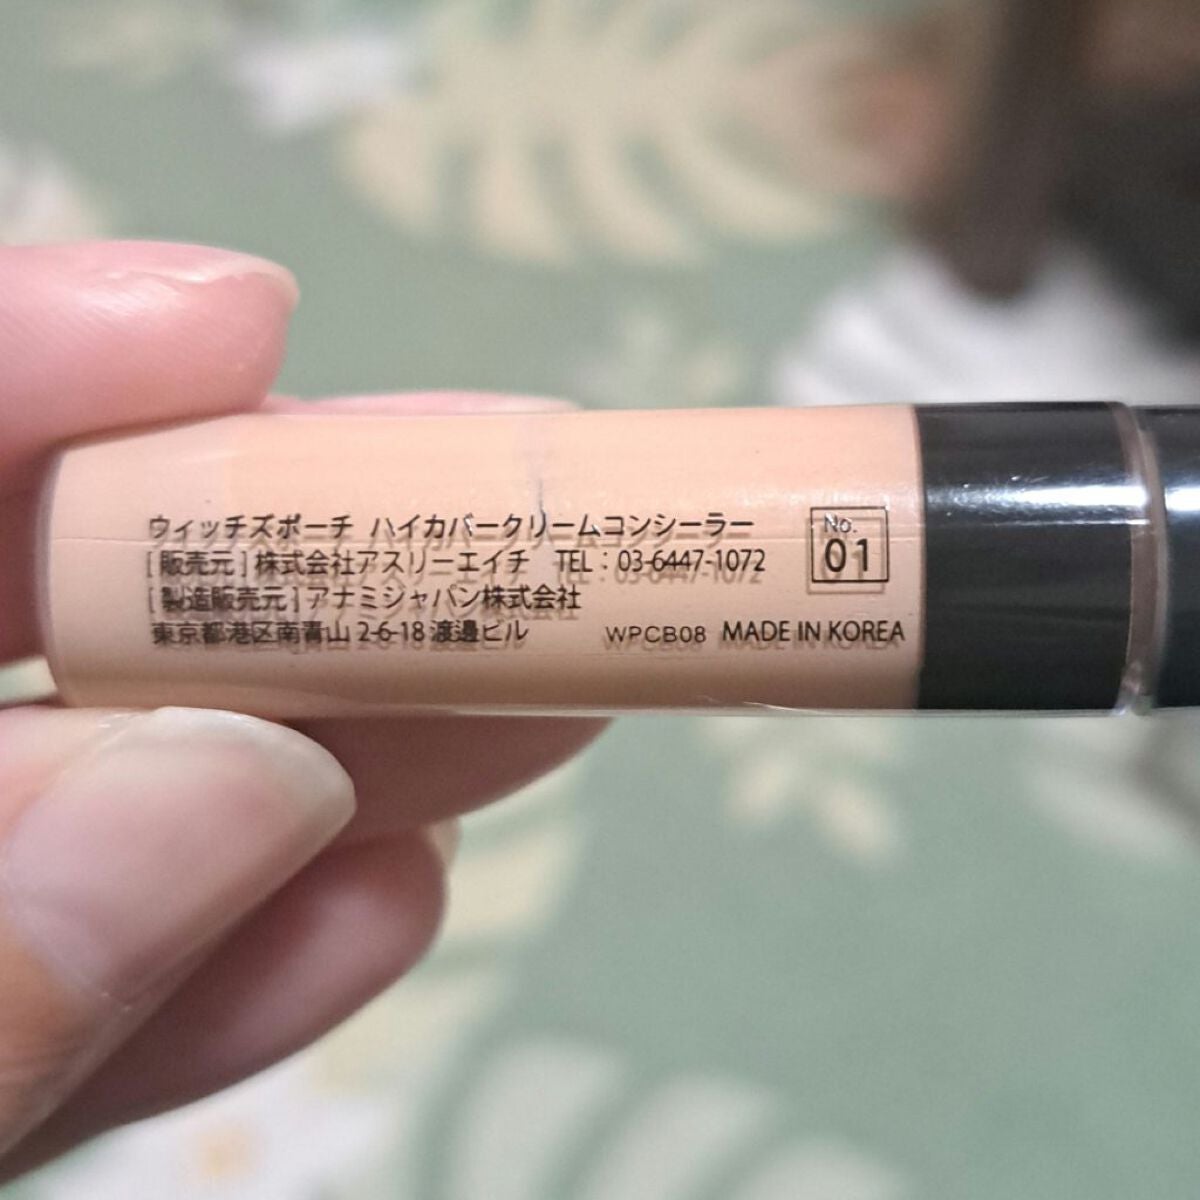 ウィッチズポーチ ハイカバークリームコンシーラー
[ 販売元 ] 株式会社アスリーエイチ TEL : 03-6447-1072
[ 製造販売元 ] アナミジャパン株式会社
東京都港区南青山 2-6-18 渡邊ビル
WPCB08 MADE IN KOREA
No.
01